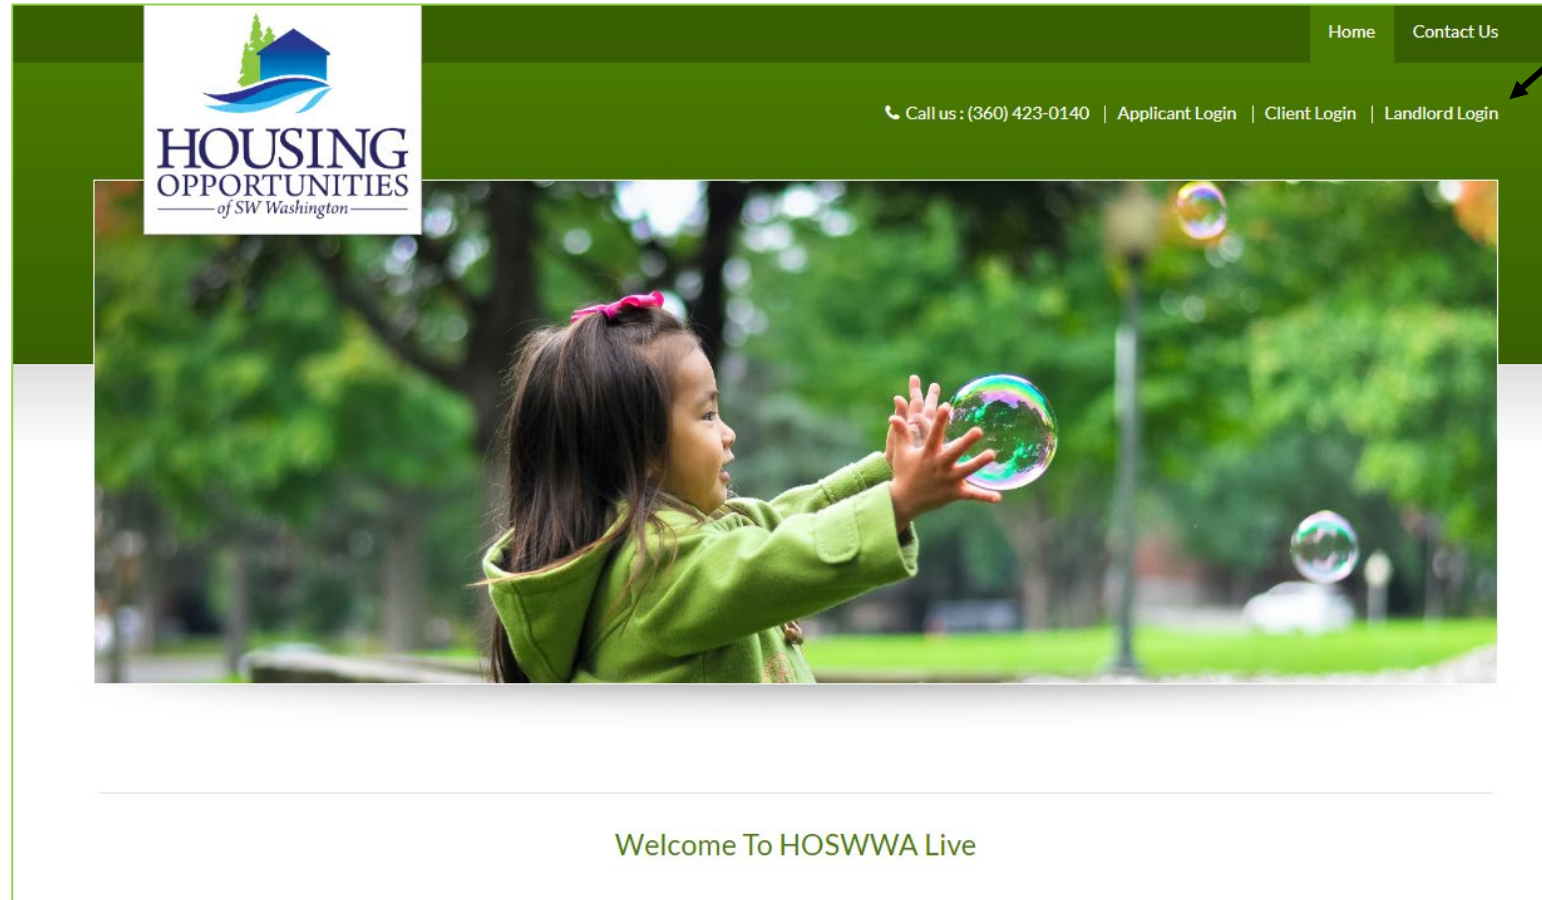 Home Contact Us
Call us : (360) 423-0140 | Applicant Login | Client Login | Landlord Login
HOUSING
OPPORTUNITIES
of SW Washington
Welcome To HOSWWA Live